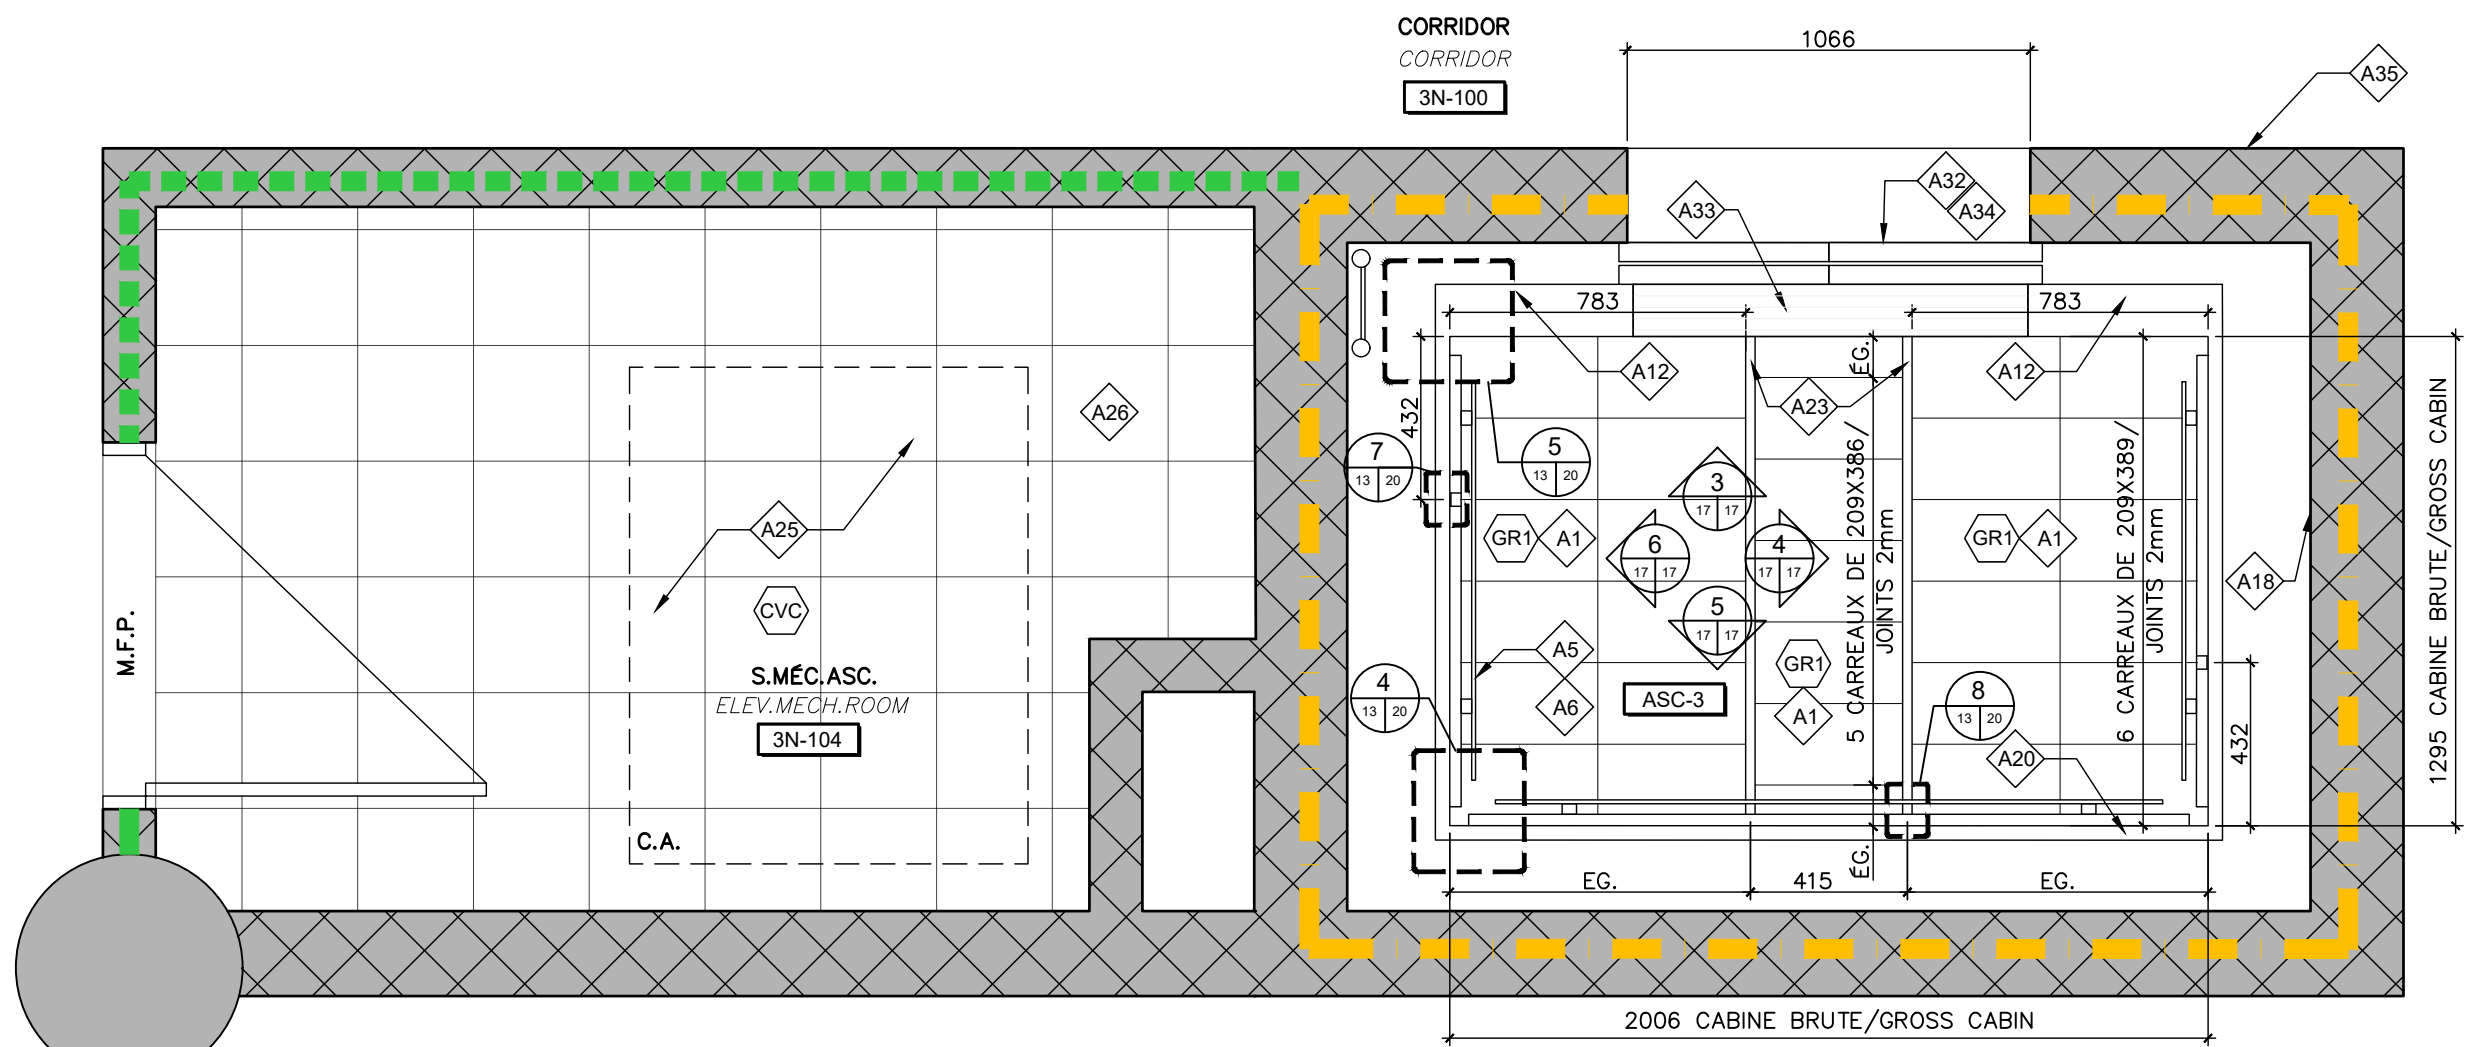 CORRIDOR
CORRIDOR
3N-100
1066
A35
A32
A34
A33
783
783
A12
A12
ÉG.
A23
432
A26
7
13 20
5
13 20
3
17 17
6
17 17
4
17 17
5
17 17
GR1
A1
GR1
A1
5 CARREAUX DE 209X386/
JOINTS 2mm
6 CARREAUX DE 209X389/
JOINTS 2mm
1295 CABINE BRUTE/GROSS CABIN
A18
A25
CVC
M.F.P.
S.MÉC.ASC.
ELEV.MECH.ROOM
3N-104
C.A.
A5
A6
4
13 20
ASC-3
GR1
A1
8
13 20
A20
432
EG.
415
ÉG.
EG.
2006 CABINE BRUTE/GROSS CABIN